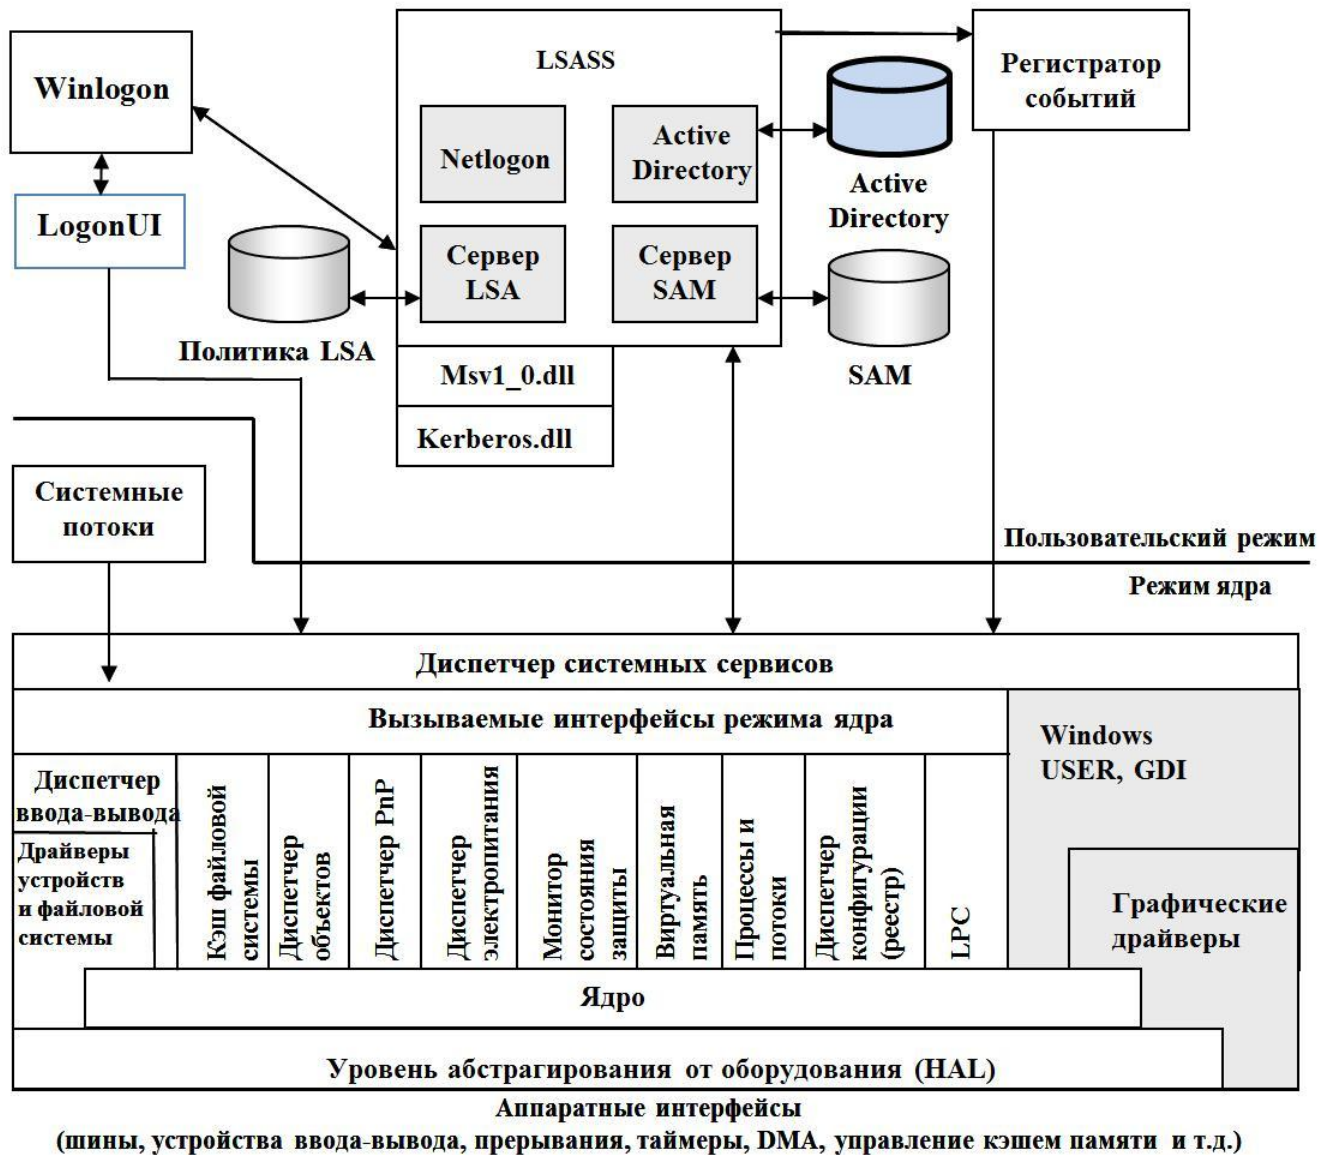 Winlogon
LogonUI
LSASS
Netlogon
Active
Directory
Сервер
LSA
Сервер
SAM
Msv1_0.dll
Kerberos.dll
Политика LSA
Active
Directory
SAM
Регистратор
событий
Системные
потоки
Пользовательский режим
Режим ядра
Диспетчер системных сервисов
Вызываемые интерфейсы режима ядра
Windows
USER, GDI
Диспетчер
ввода-вывода
Драйверы
устройств
и файловой
системы
Кэш файловой
системы
Диспетчер
объектов
Диспетчер PnP
Диспетчер
электропитания
Монитор
состояния
защиты
Виртуальная
память
Процессы и
потоки
Диспетчер
конфигурации
(реестр)
LPC
Графические
драйверы
Ядро
Уровень абстрагирования от оборудования (HAL)
Аппаратные интерфейсы
(шины, устройства ввода-вывода, прерывания, таймеры, DMA, управление кэшем памяти и т.д.)